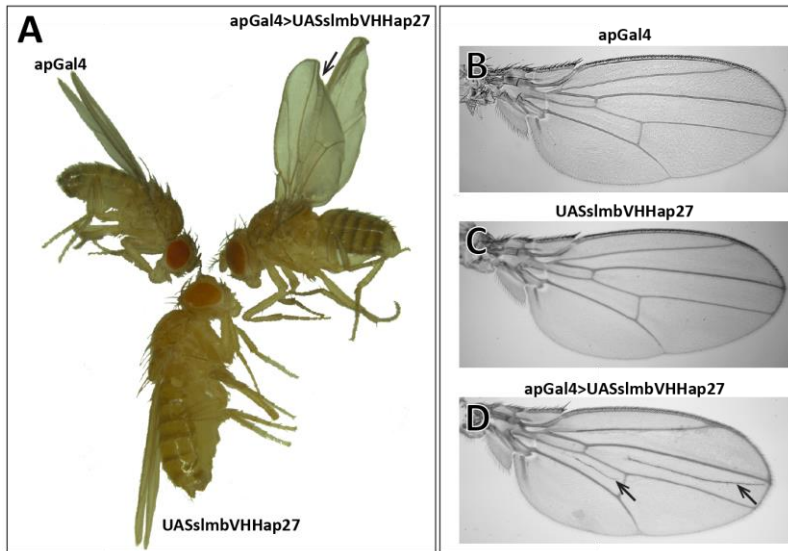 A
apGal4>UASslmbVHHap27
apGal4
UASslmbVHHap27
apGal4
B
UASslmbVHHap27
C
apGal4>UASslmbVHHap27
D